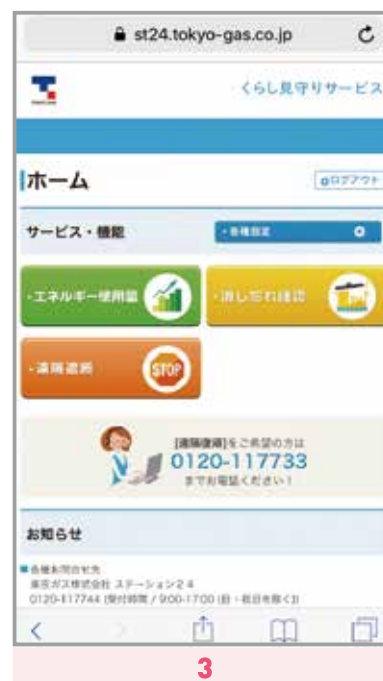 st24.tokyo-gas.co.jp
くらし見守りサービス
ホーム
ログアウト
サービス・機能
・各種設定
・エネルギー使用量
・消し忘れ確認
・遠隔遮断
STOP
[遠隔復帰]をご希望の方は
0120-117733
までお電話ください!
お知らせ
■各種お問合せ先
東京ガス株式会社 ステーション24
0120-117744 (受付時間 / 9:00-17:00 (日・祝日を除く))
3